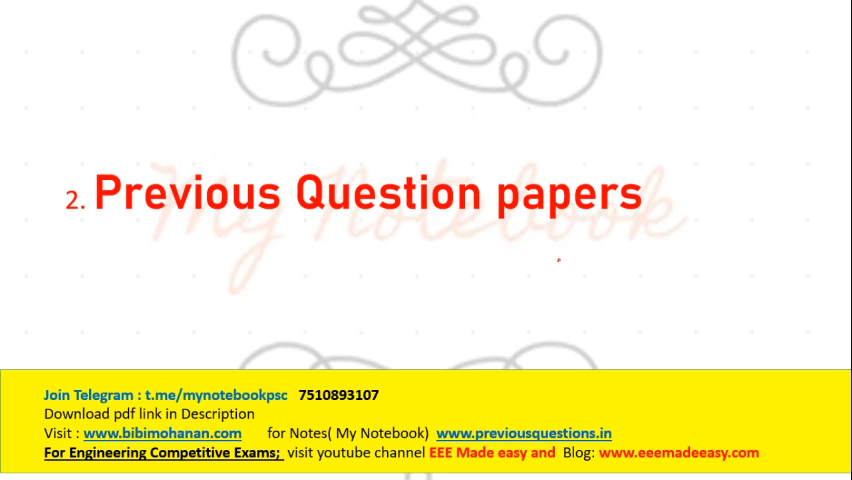 2. Previous Question papers
My Notebook
Join Telegram : t.me/mynotebookpsc 7510893107
Download pdf link in Description
Visit : www.bibimohanan.com for Notes( My Notebook) www.previousquestions.in
For Engineering Competitive Exams; visit youtube channel EEE Made easy and Blog: www.eeemadeeasy.com